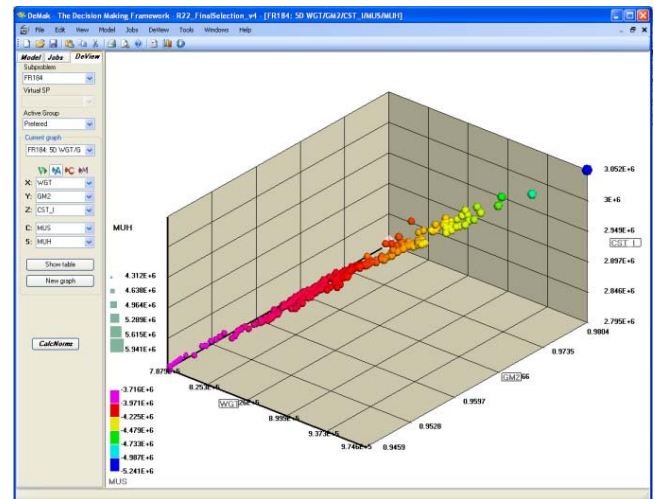 DeMak - The Decision Making Framework - R22_FinalSelection_v4 - [FR184: 5D WGT/GM2/CST_I/MUS/MUH]
File Edit View Model Jobs DeView Tools Windows Help
Model Jobs DeView
Subproblem
FR184
Virtual SP
Active Group
Prefered
Current graph
FR184: 5D WGT/G
X: WGT
Y: GM2
Z: CST_I
C: MUS
S: MUH
Show table
New graph
CalcNorms
MUH
4.312E+6
4.638E+6
4.964E+6
5.289E+6
5.615E+6
5.941E+6
-3.716E+6
-3.971E+6
-4.225E+6
-4.479E+6
-4.733E+6
-4.987E+6
-5.241E+6
MUS
7.879E+5
8.253E+5
WGT 26E+5
8.999E+5
9.373E+5
9.746E+5
0.9459
0.9528
0.9597
GM2 66
0.9735
0.9804
3.052E+6
3E+6
2.949E+6
CST_I
2.897E+6
2.846E+6
2.795E+6